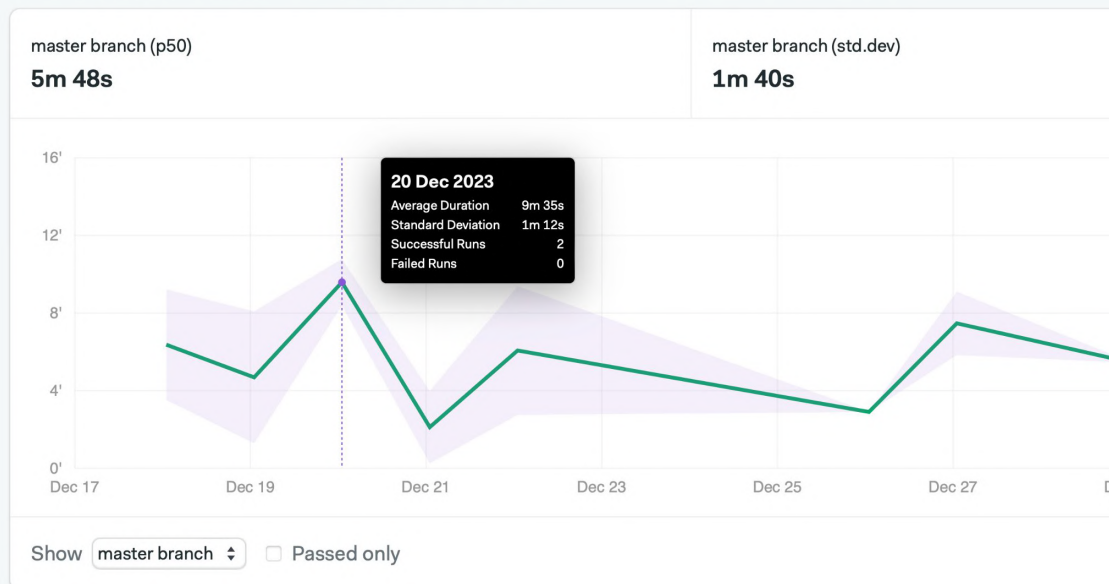 master branch (p50)
5m 48s
master branch (std.dev)
1m 40s
16'
12'
8'
4'
0'
20 Dec 2023
Average Duration 9m 35s
Standard Deviation 1m 12s
Successful Runs 2
Failed Runs 0
Dec 17 Dec 19 Dec 21 Dec 23 Dec 25 Dec 27
Show master branch Passed only